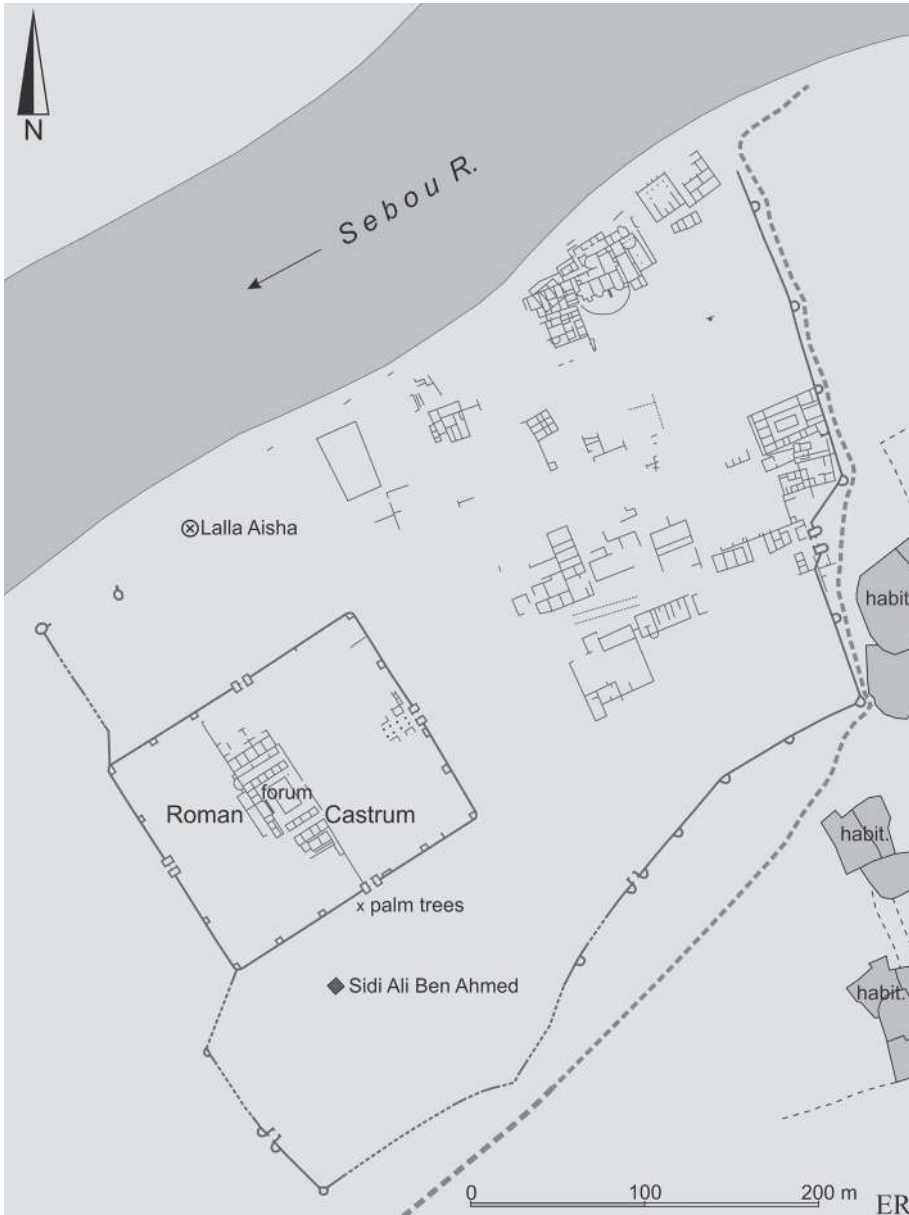 N
Sebou R.
Lalla Aisha
habit
forum
Roman Castrum
habit.
x palm trees
Sidi Ali Ben Ahmed
habit.
0 100 200 m
ER